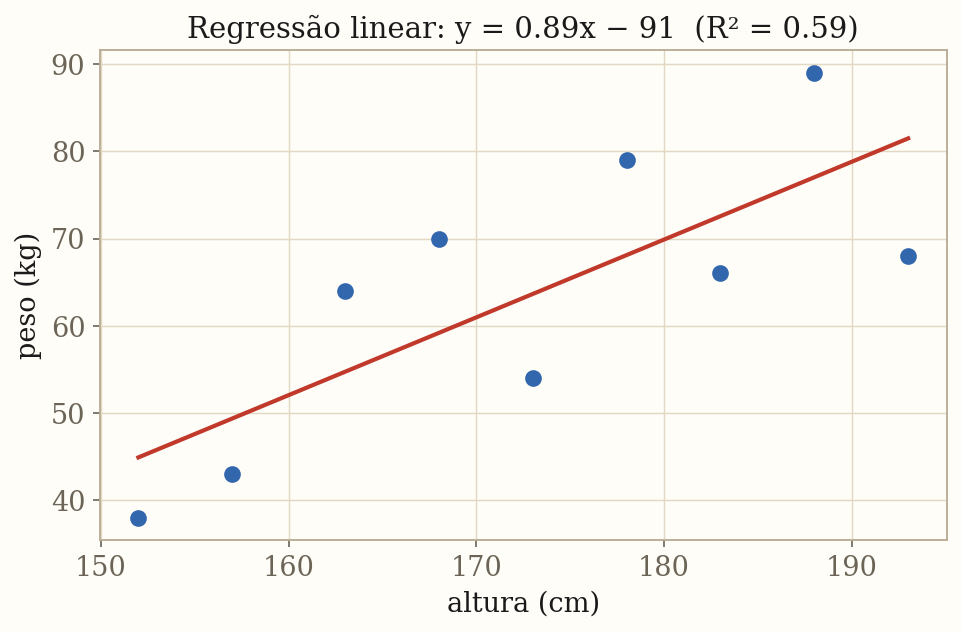 Regressão linear: y = 0.89x − 91  (R² = 0.59)
peso (kg)
90
80
70
60
50
40
150 160 170 180 190
altura (cm)